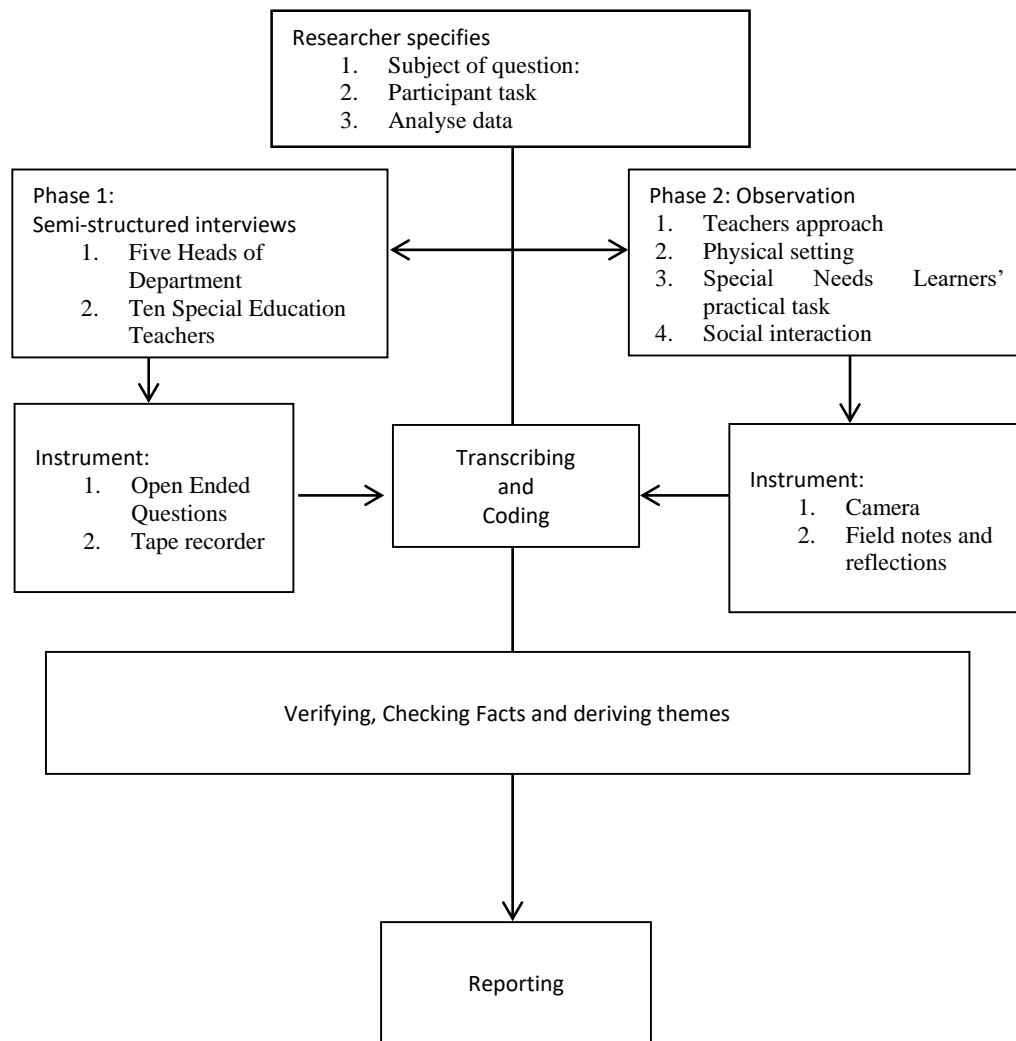 Researcher specifies
1. Subject of question:
2. Participant task
3. Analyse data
Phase 1:
Semi-structured interviews
1. Five Heads of
Department
2. Ten Special Education
Teachers
Phase 2: Observation
1. Teachers approach
2. Physical setting
3. Special Needs Learners’
practical task
4. Social interaction
Instrument:
1. Open Ended
Questions
2. Tape recorder
Transcribing
and
Coding
Instrument:
1. Camera
2. Field notes and
reflections
Verifying, Checking Facts and deriving themes
Reporting